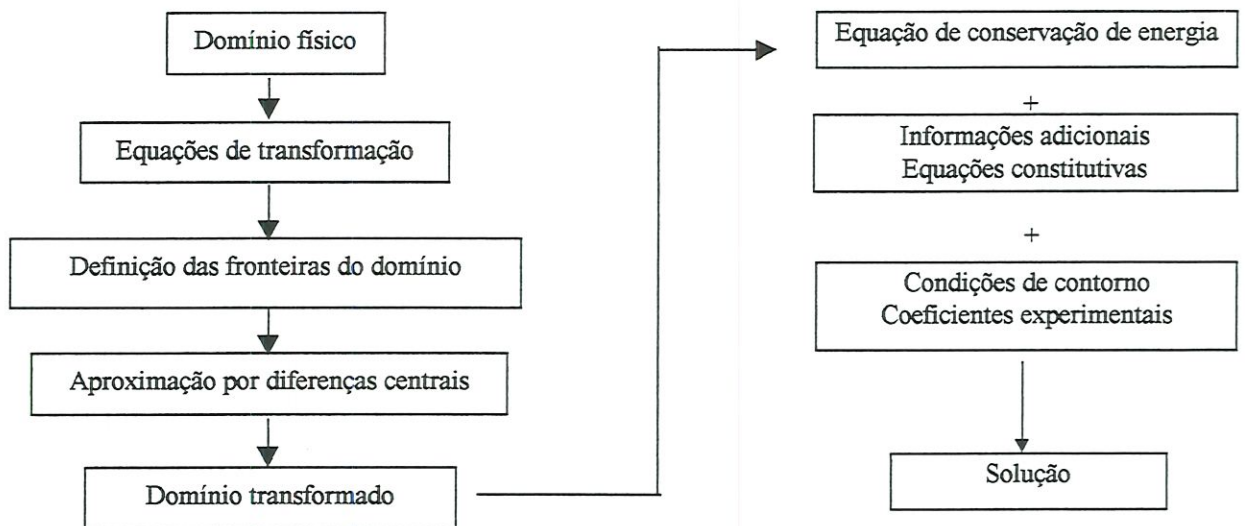 Domínio físico
Equações de transformação
Definição das fronteiras do domínio
Aproximação por diferenças centrais
Domínio transformado
Equação de conservação de energia
+
Informações adicionais
Equações constitutivas
+
Condições de contorno
Coeficientes experimentais
Solução